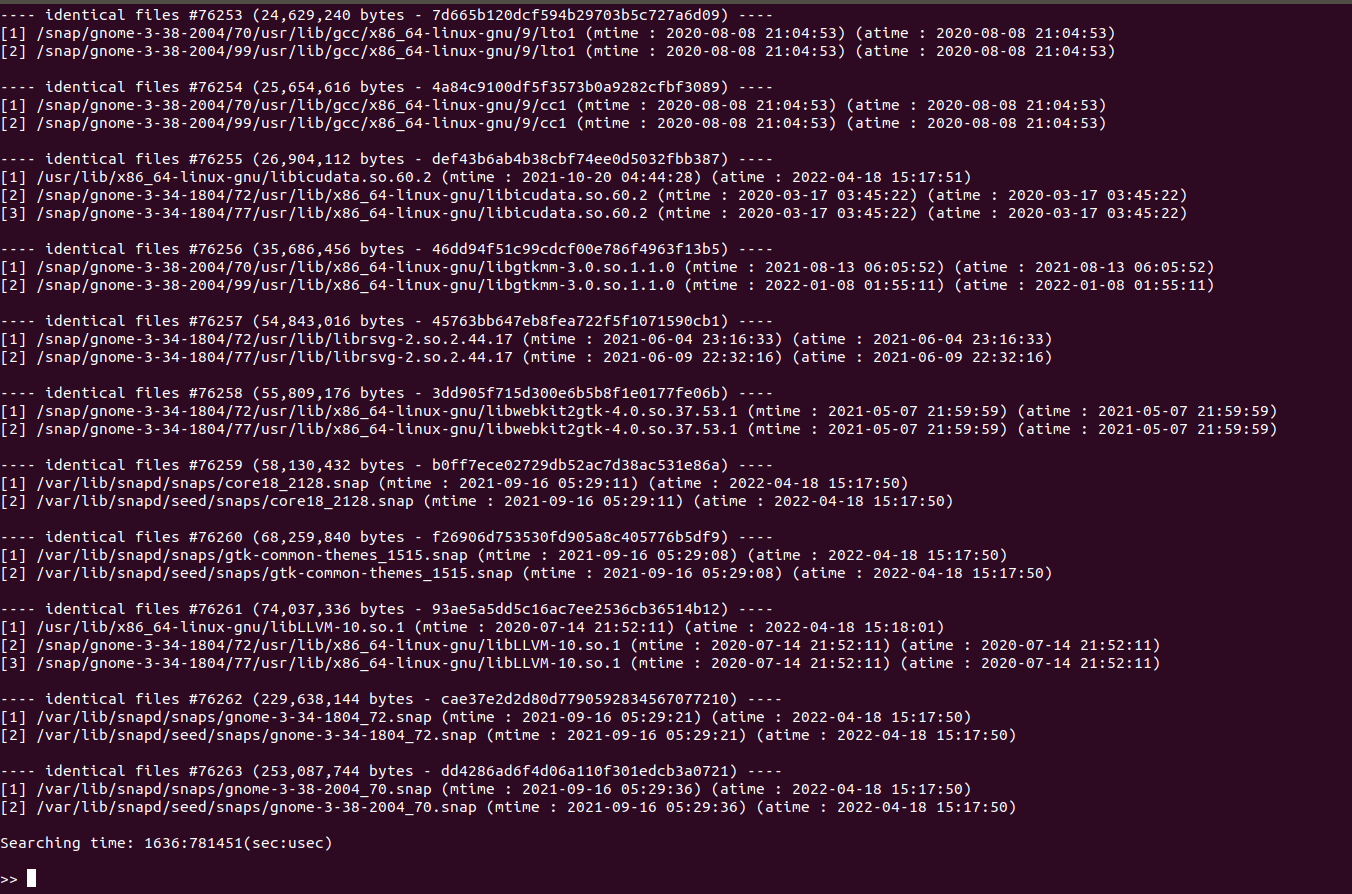 ---- identical files #76253 (24,629,240 bytes - 7d665b120dcf594b29703b5c727a6d09) ----
[1] /snap/gnome-3-38-2004/70/usr/lib/gcc/x86_64-linux-gnu/9/lto1 (mtime : 2020-08-08 21:04:53) (atime : 2020-08-08 21:04:53)
[2] /snap/gnome-3-38-2004/99/usr/lib/gcc/x86_64-linux-gnu/9/lto1 (mtime : 2020-08-08 21:04:53) (atime : 2020-08-08 21:04:53)
---- identical files #76254 (25,654,616 bytes - 4a84c9100df5f3573b0a9282cfbf3089) ----
[1] /snap/gnome-3-38-2004/70/usr/lib/gcc/x86_64-linux-gnu/9/cc1 (mtime : 2020-08-08 21:04:53) (atime : 2020-08-08 21:04:53)
[2] /snap/gnome-3-38-2004/99/usr/lib/gcc/x86_64-linux-gnu/9/cc1 (mtime : 2020-08-08 21:04:53) (atime : 2020-08-08 21:04:53)
---- identical files #76255 (26,904,112 bytes - def43b6ab4b38cbf74ee0d5032fbb387) ----
[1] /usr/lib/x86_64-linux-gnu/libicudata.so.60.2 (mtime : 2021-10-20 04:44:28) (atime : 2022-04-18 15:17:51)
[2] /snap/gnome-3-34-1804/72/usr/lib/x86_64-linux-gnu/libicudata.so.60.2 (mtime : 2020-03-17 03:45:22) (atime : 2020-03-17 03:45:22)
[3] /snap/gnome-3-34-1804/77/usr/lib/x86_64-linux-gnu/libicudata.so.60.2 (mtime : 2020-03-17 03:45:22) (atime : 2020-03-17 03:45:22)
---- identical files #76256 (35,686,456 bytes - 46dd94f51c99cdcf00e786f4963f13b5) ----
[1] /snap/gnome-3-38-2004/70/usr/lib/x86_64-linux-gnu/libgtkmm-3.0.so.1.1.0 (mtime : 2021-08-13 06:05:52) (atime : 2021-08-13 06:05:52)
[2] /snap/gnome-3-38-2004/99/usr/lib/x86_64-linux-gnu/libgtkmm-3.0.so.1.1.0 (mtime : 2022-01-08 01:55:11) (atime : 2022-01-08 01:55:11)
---- identical files #76257 (54,843,016 bytes - 45763bb647eb8fea722f5f1071590cb1) ----
[1] /snap/gnome-3-34-1804/72/usr/lib/librsvg-2.so.2.44.17 (mtime : 2021-06-04 23:16:33) (atime : 2021-06-04 23:16:33)
[2] /snap/gnome-3-34-1804/77/usr/lib/librsvg-2.so.2.44.17 (mtime : 2021-06-09 22:32:16) (atime : 2021-06-09 22:32:16)
---- identical files #76258 (55,809,176 bytes - 3dd905f715d300e6b5b8f1e0177fe06b) ----
[1] /snap/gnome-3-34-1804/72/usr/lib/x86_64-linux-gnu/libwebkit2gtk-4.0.so.37.53.1 (mtime : 2021-05-07 21:59:59) (atime : 2021-05-07 21:59:59)
[2] /snap/gnome-3-34-1804/77/usr/lib/x86_64-linux-gnu/libwebkit2gtk-4.0.so.37.53.1 (mtime : 2021-05-07 21:59:59) (atime : 2021-05-07 21:59:59)
---- identical files #76259 (58,130,432 bytes - b0ff7ece02729db52ac7d38ac531e86a) ----
[1] /var/lib/snapd/snaps/core18_2128.snap (mtime : 2021-09-16 05:29:11) (atime : 2022-04-18 15:17:50)
[2] /var/lib/snapd/seed/snaps/core18_2128.snap (mtime : 2021-09-16 05:29:11) (atime : 2022-04-18 15:17:50)
---- identical files #76260 (68,259,840 bytes - f26906d753530fd905a8c405776b5df9) ----
[1] /var/lib/snapd/snaps/gtk-common-themes_1515.snap (mtime : 2021-09-16 05:29:08) (atime : 2022-04-18 15:17:50)
[2] /var/lib/snapd/seed/snaps/gtk-common-themes_1515.snap (mtime : 2021-09-16 05:29:08) (atime : 2022-04-18 15:17:50)
---- identical files #76261 (74,037,336 bytes - 93ae5a5dd5c16ac7ee2536cb36514b12) ----
[1] /usr/lib/x86_64-linux-gnu/libLLVM-10.so.1 (mtime : 2020-07-14 21:52:11) (atime : 2022-04-18 15:18:01)
[2] /snap/gnome-3-34-1804/72/usr/lib/x86_64-linux-gnu/libLLVM-10.so.1 (mtime : 2020-07-14 21:52:11) (atime : 2020-07-14 21:52:11)
[3] /snap/gnome-3-34-1804/77/usr/lib/x86_64-linux-gnu/libLLVM-10.so.1 (mtime : 2020-07-14 21:52:11) (atime : 2020-07-14 21:52:11)
---- identical files #76262 (229,638,144 bytes - cae37e2d2d80d7790592834567077210) ----
[1] /var/lib/snapd/snaps/gnome-3-34-1804_72.snap (mtime : 2021-09-16 05:29:21) (atime : 2022-04-18 15:17:50)
[2] /var/lib/snapd/seed/snaps/gnome-3-34-1804_72.snap (mtime : 2021-09-16 05:29:21) (atime : 2022-04-18 15:17:50)
---- identical files #76263 (253,087,744 bytes - dd4286ad6f4d06a110f301edcb3a0721) ----
[1] /var/lib/snapd/snaps/gnome-3-38-2004_70.snap (mtime : 2021-09-16 05:29:36) (atime : 2022-04-18 15:17:50)
[2] /var/lib/snapd/seed/snaps/gnome-3-38-2004_70.snap (mtime : 2021-09-16 05:29:36) (atime : 2022-04-18 15:17:50)
Searching time: 1636:781451(sec:usec)
>>